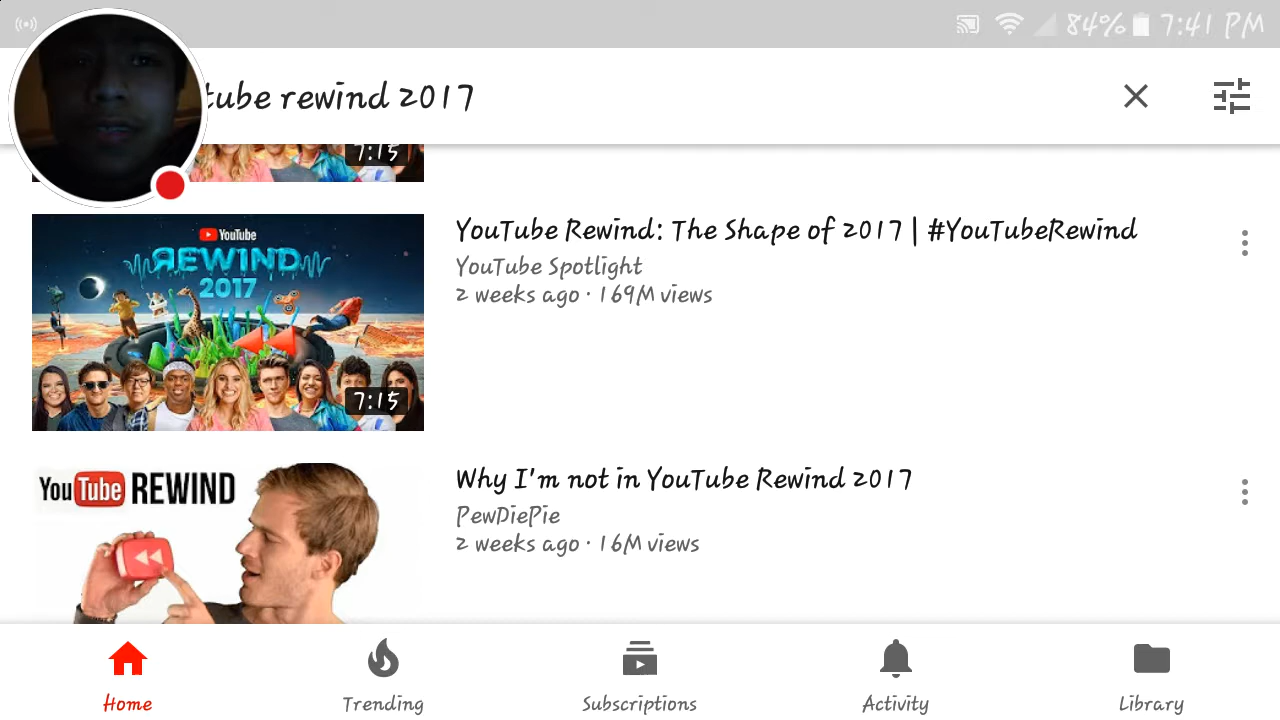 84% 7:41 PM
tube rewind 2017
7:15
YouTube
REWIND
2017
7:15
YouTube Rewind: The Shape of 2017 | #YouTubeRewind
YouTube Spotlight
2 weeks ago · 169M views
YouTube REWIND
Why I'm not in YouTube Rewind 2017
PewDiePie
2 weeks ago · 16M views
Home Trending Subscriptions Activity Library